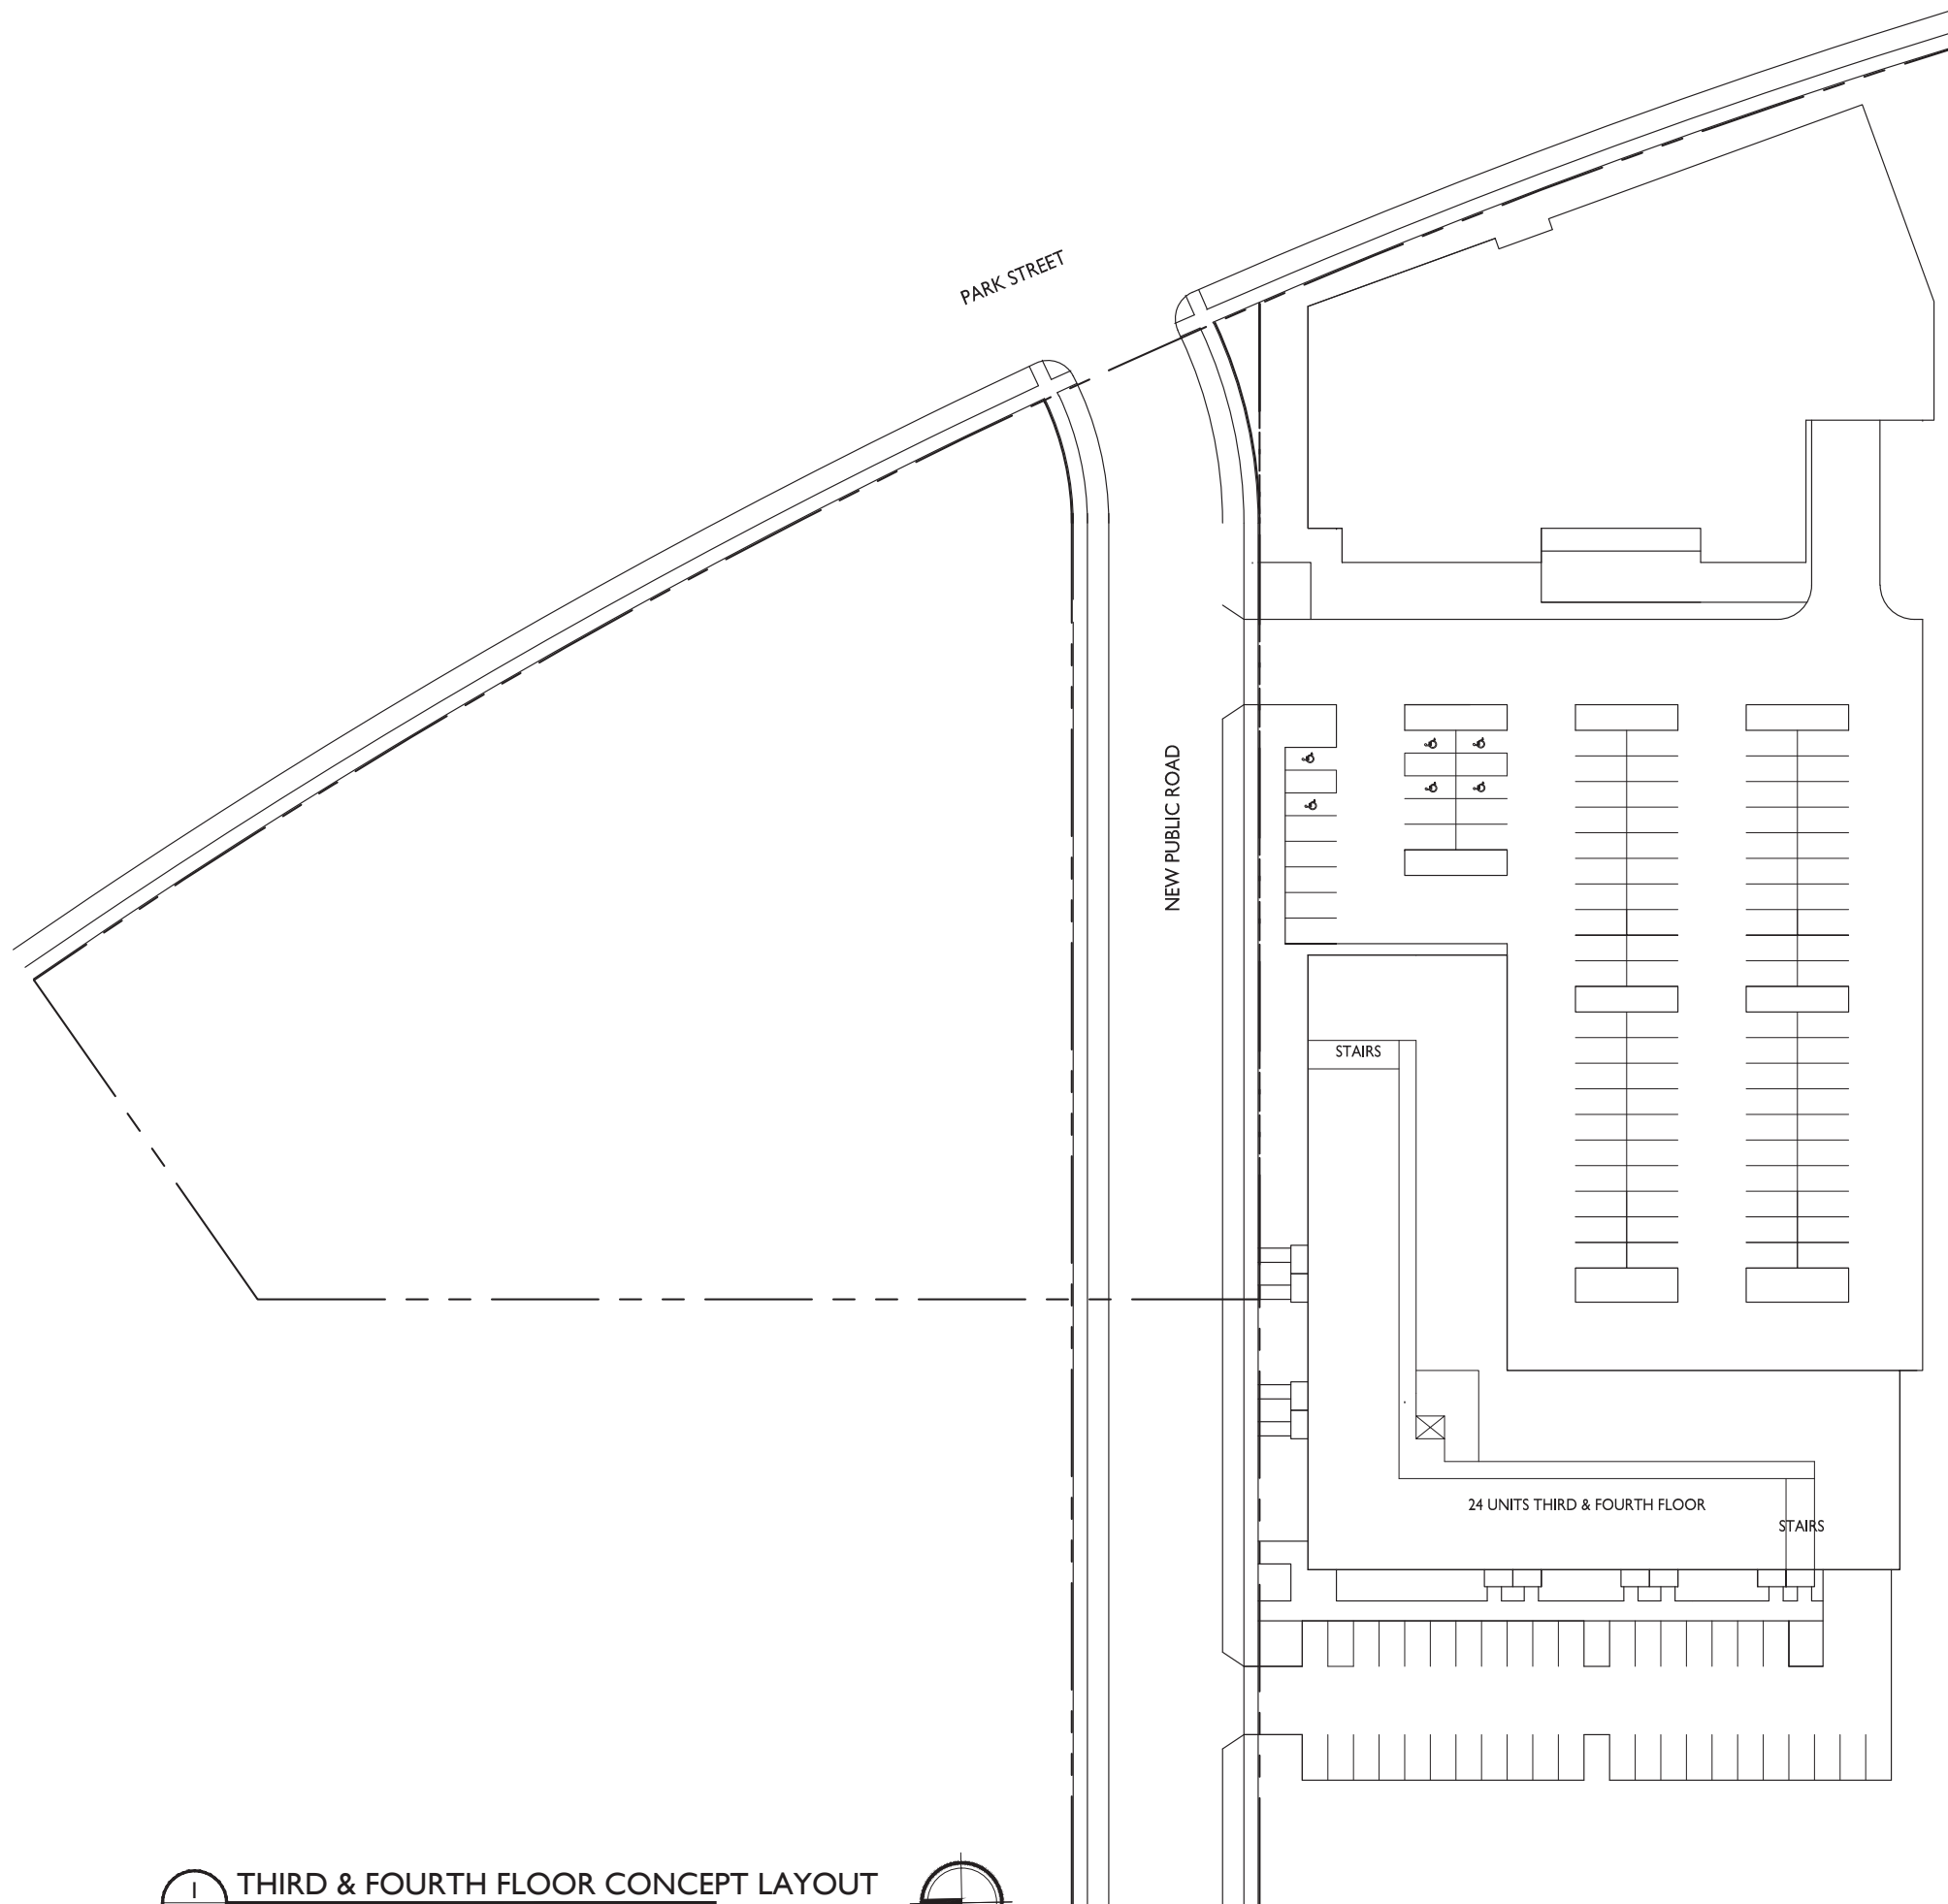 PARK STREET
NEW PUBLIC ROAD
STAIRS
24 UNITS THIRD & FOURTH FLOOR
STAIRS
1 THIRD & FOURTH FLOOR CONCEPT LAYOUT